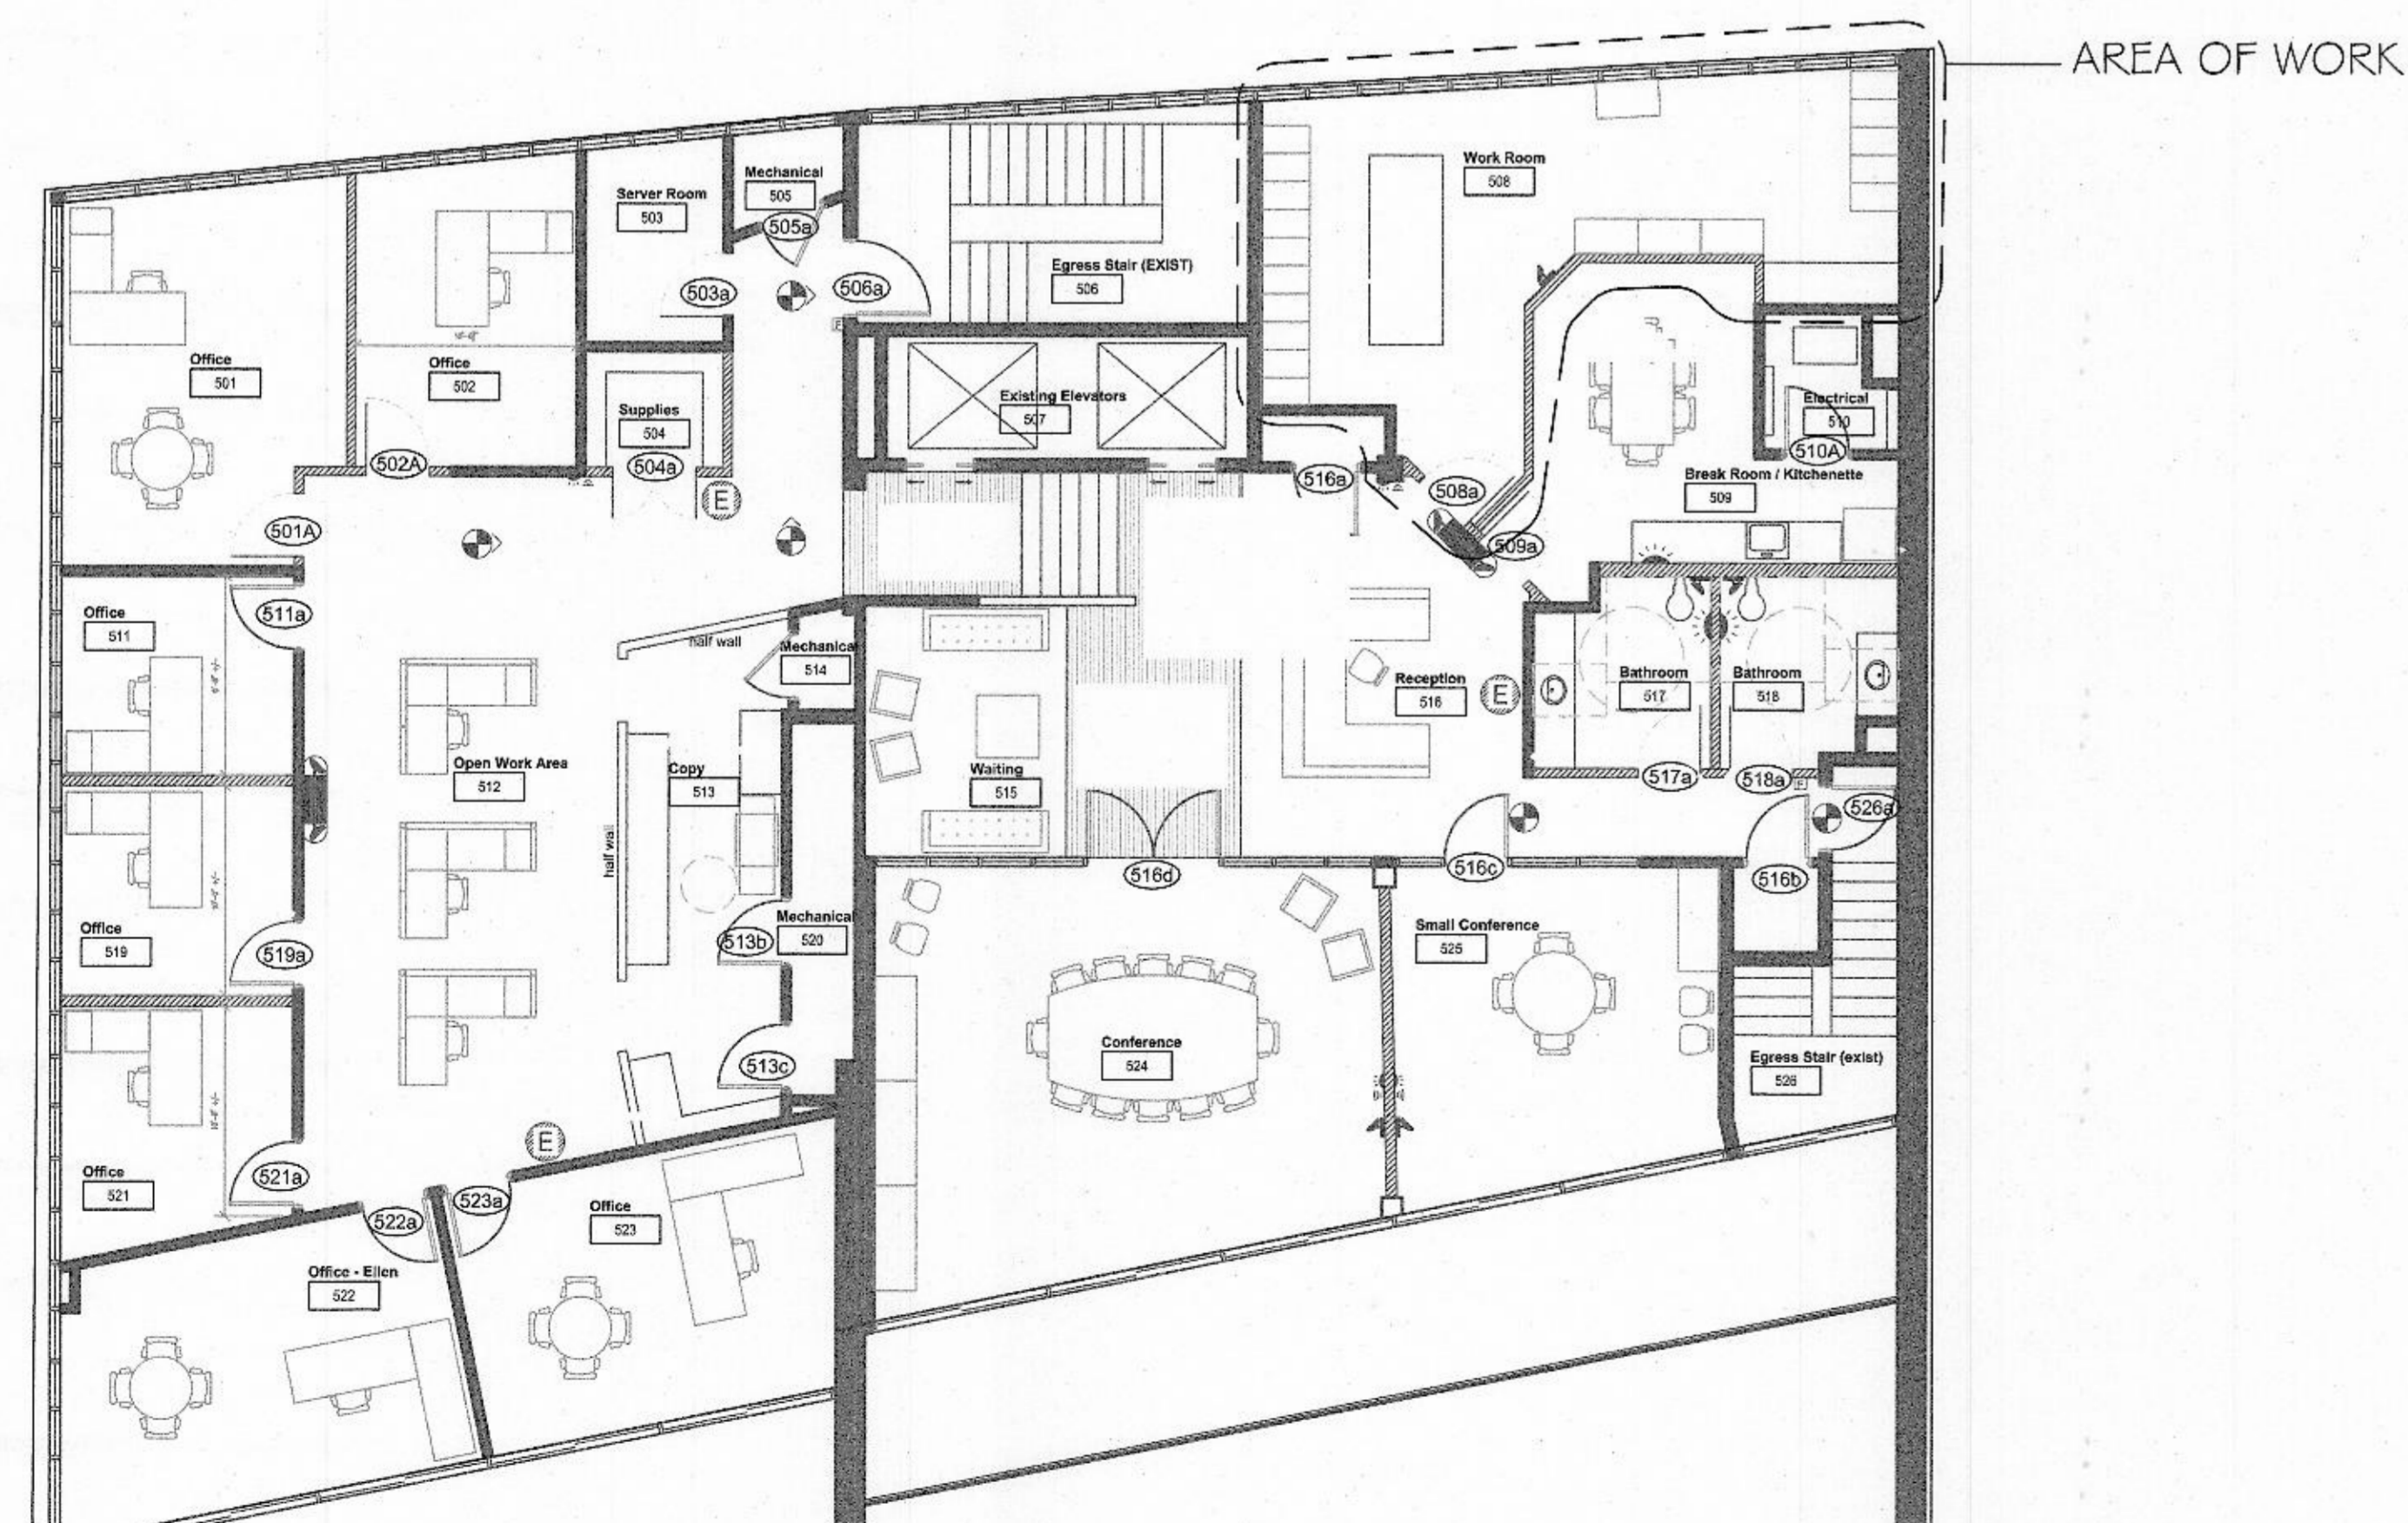 AREA OF WORK
Work Room
508
Mechanical
505
Server Room
503
505a
Egress Stair (EXIST)
506
503a
506a
Office
501
Office
502
Existing Elevators
507
Supplies
504
Electrical
510
510A
502A
504a
516a
508a
Break Room / Kitchenette
509
E
501A
509a
Office
511
511a
half wall
Mechanical
514
Reception
516
E
Bathroom
517
Bathroom
518
Open Work Area
512
Copy
513
Waiting
515
517a
518a
F
526a
half wall
516d
516c
516b
Office
519
519a
513b
Mechanical
520
Small Conference
525
Conference
524
513c
Egress Stair (exist)
526
E
Office
521
521a
522a
523a
Office
523
Office - Ellen
522